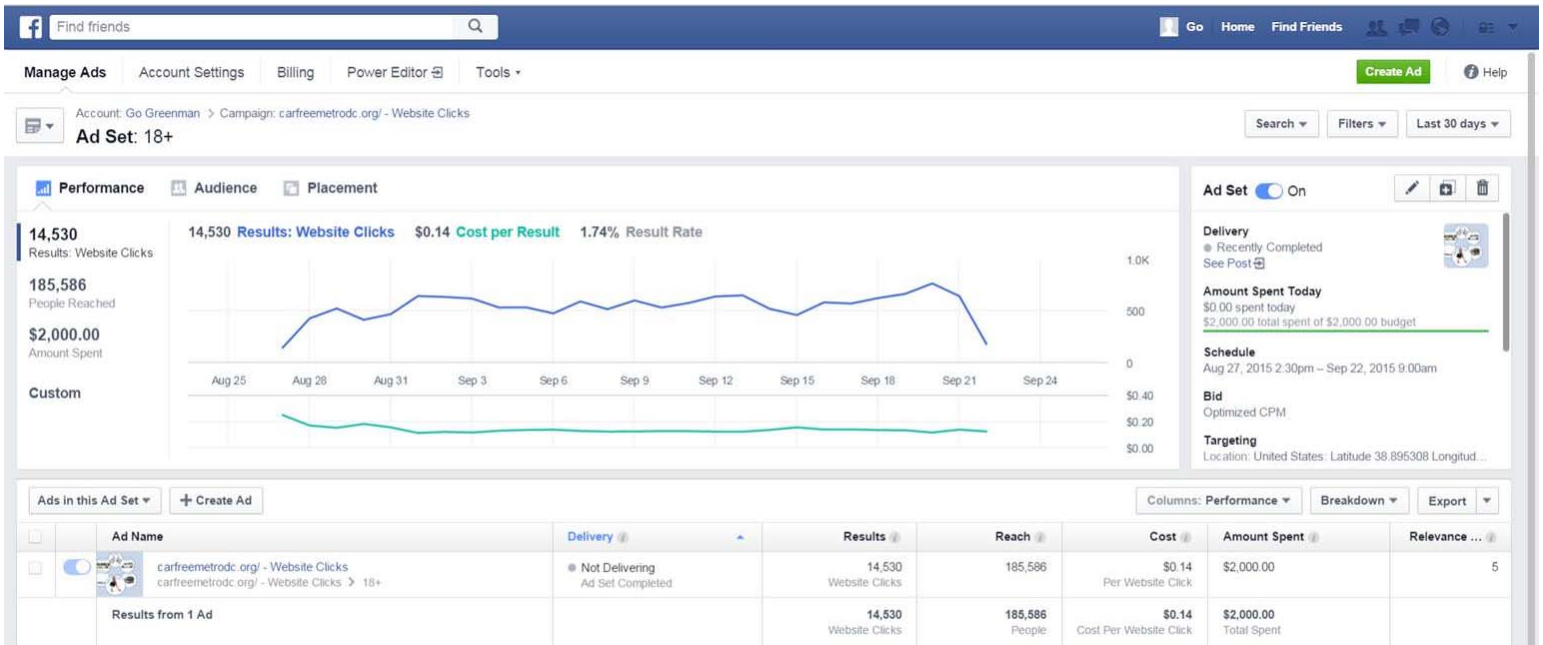 f Find friends
Go Home Find Friends
Manage Ads Account Settings Billing Power Editor Tools
Create Ad Help
Account: Go Greenman > Campaign: carfreemetrodc.org/ - Website Clicks
Ad Set: 18+
Search Filters Last 30 days
Performance Audience Placement
14,530
Results: Website Clicks
185,586
People Reached
$2,000.00
Amount Spent
Custom
14,530 Results: Website Clicks $0.14 Cost per Result 1.74% Result Rate
1.0K
500
0
Aug 25 Aug 28 Aug 31 Sep 3 Sep 6 Sep 9 Sep 12 Sep 15 Sep 18 Sep 21 Sep 24
$0.40
$0.20
$0.00
Ad Set On
Delivery
Recently Completed
See Post
Amount Spent Today
$0.00 spent today
$2,000.00 total spent of $2,000.00 budget
Schedule
Aug 27, 2015 2:30pm – Sep 22, 2015 9:00am
Bid
Optimized CPM
Targeting
Location: United States: Latitude 38.895308 Longitud...
Ads in this Ad Set + Create Ad
Columns: Performance Breakdown Export
Ad Name Delivery Results Reach Cost Amount Spent Relevance ...
carfreemetrodc.org/ - Website Clicks Not Delivering 14,530 185,586 $0.14 $2,000.00 5
carfreemetrodc.org/ - Website Clicks > 18+ Ad Set Completed Website Clicks Per Website Click
Results from 1 Ad 14,530 185,586 $0.14 $2,000.00
Website Clicks People Cost Per Website Click Total Spent